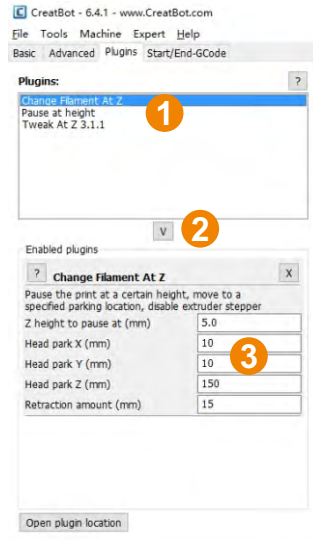 CreatBot - 6.4.1 - www.CreatBot.com
File Tools Machine Expert Help
Basic Advanced Plugins Start/End-GCode
Plugins: ?
Change Filament At Z
Pause at height
Tweak At Z 3.1.1
1
V 2
Enabled plugins
? Change Filament At Z X
Pause the print at a certain height, move to a
specified parking location, disable extruder stepper
Z height to pause at (mm) 5.0
Head park X (mm) 10
Head park Y (mm) 10
3
Head park Z (mm) 150
Retraction amount (mm) 15
Open plugin location